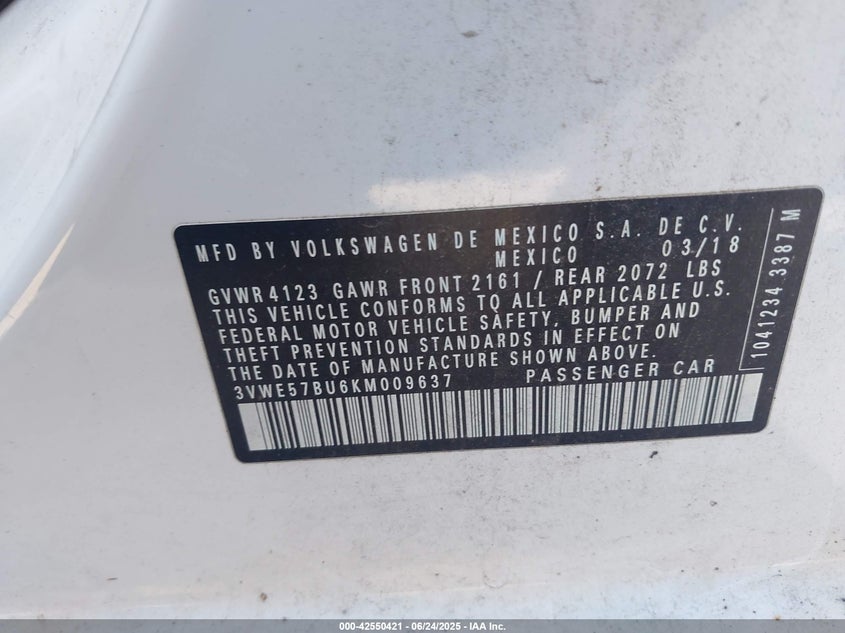 MFD BY VOLKSWAGEN DE MEXICO S.A. DE C.V.
MEXICO 03/18
GVWR 4123 GAWR FRONT 2161 / REAR 2072 LBS
THIS VEHICLE CONFORMS TO ALL APPLICABLE U.S.
FEDERAL MOTOR VEHICLE SAFETY, BUMPER AND
THEFT PREVENTION STANDARDS IN EFFECT ON
THE DATE OF MANUFACTURE SHOWN ABOVE.
3VWE57BU6KM009637 PASSENGER CAR
1041234 3387 M
000-42550421 - 06/24/2025 - IAA Inc.